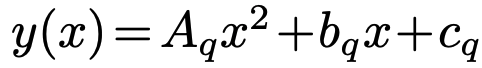 y(x)=A_q x^2+b_q x+c_q